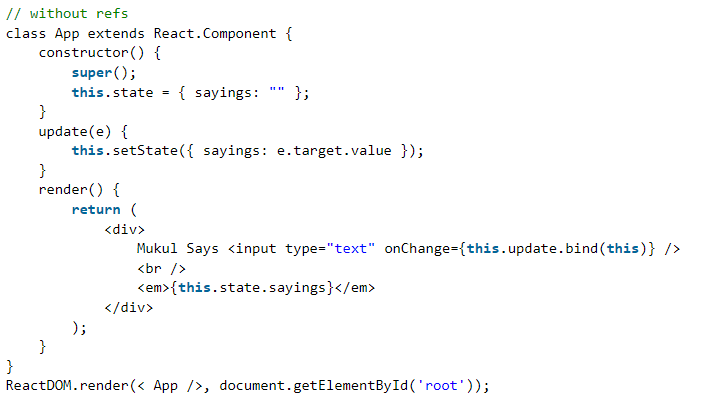 // without refs
class App extends React.Component {
    constructor() {
        super();
        this.state = { sayings: "" };
    }
    update(e) {
        this.setState({ sayings: e.target.value });
    }
    render() {
        return (
            <div>
                Mukul Says <input type="text" onChange={this.update.bind(this)} />
                <br />
                <em>{this.state.sayings}</em>
            </div>
        );
    }
}
ReactDOM.render(< App />, document.getElementById('root'));